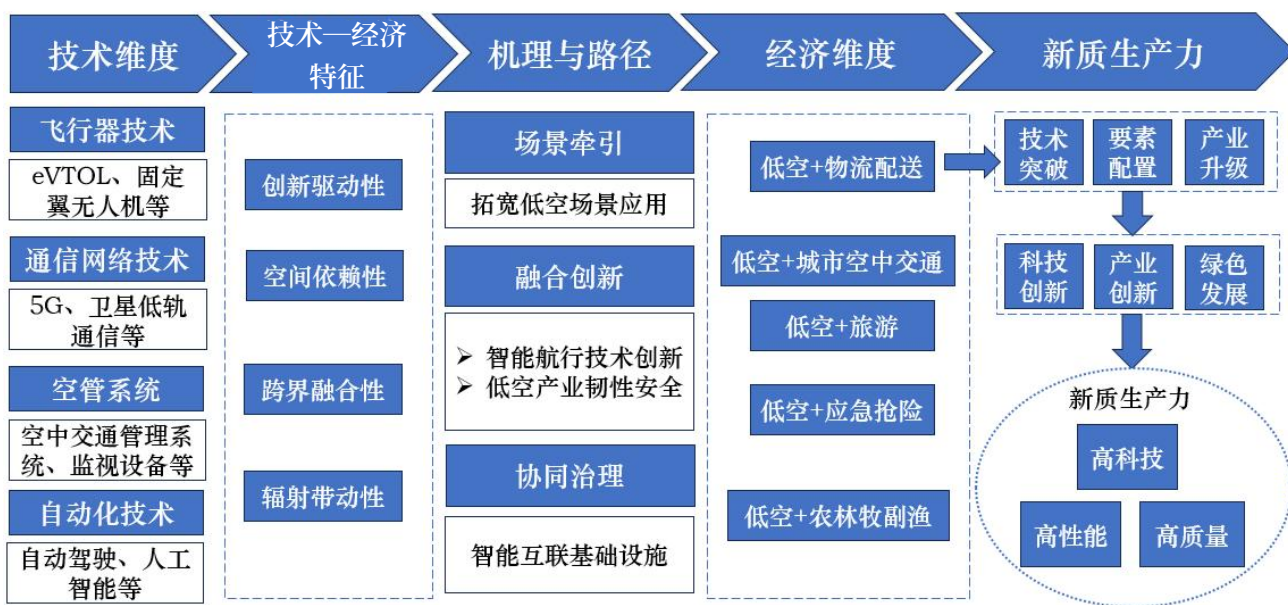 技术维度
技术—经济
特征
机理与路径
经济维度
新质生产力
飞行器技术
eVTOL、固定
翼无人机等
通信网络技术
5G、卫星低轨
通信等
空管系统
空中交通管理系
统、监视设备等
自动化技术
自动驾驶、人工
智能等
创新驱动性
空间依赖性
跨界融合性
辐射带动性
场景牵引
拓宽低空场景应用
融合创新
➢ 智能航行技术创新
➢ 低空产业韧性安全
协同治理
智能互联基础设施
低空+物流配送
低空+城市空中交通
低空+旅游
低空+应急抢险
低空+农林牧副渔
技术
突破
要素
配置
产业
升级
科技
创新
产业
创新
绿色
发展
新质生产力
高科技
高性能
高质量